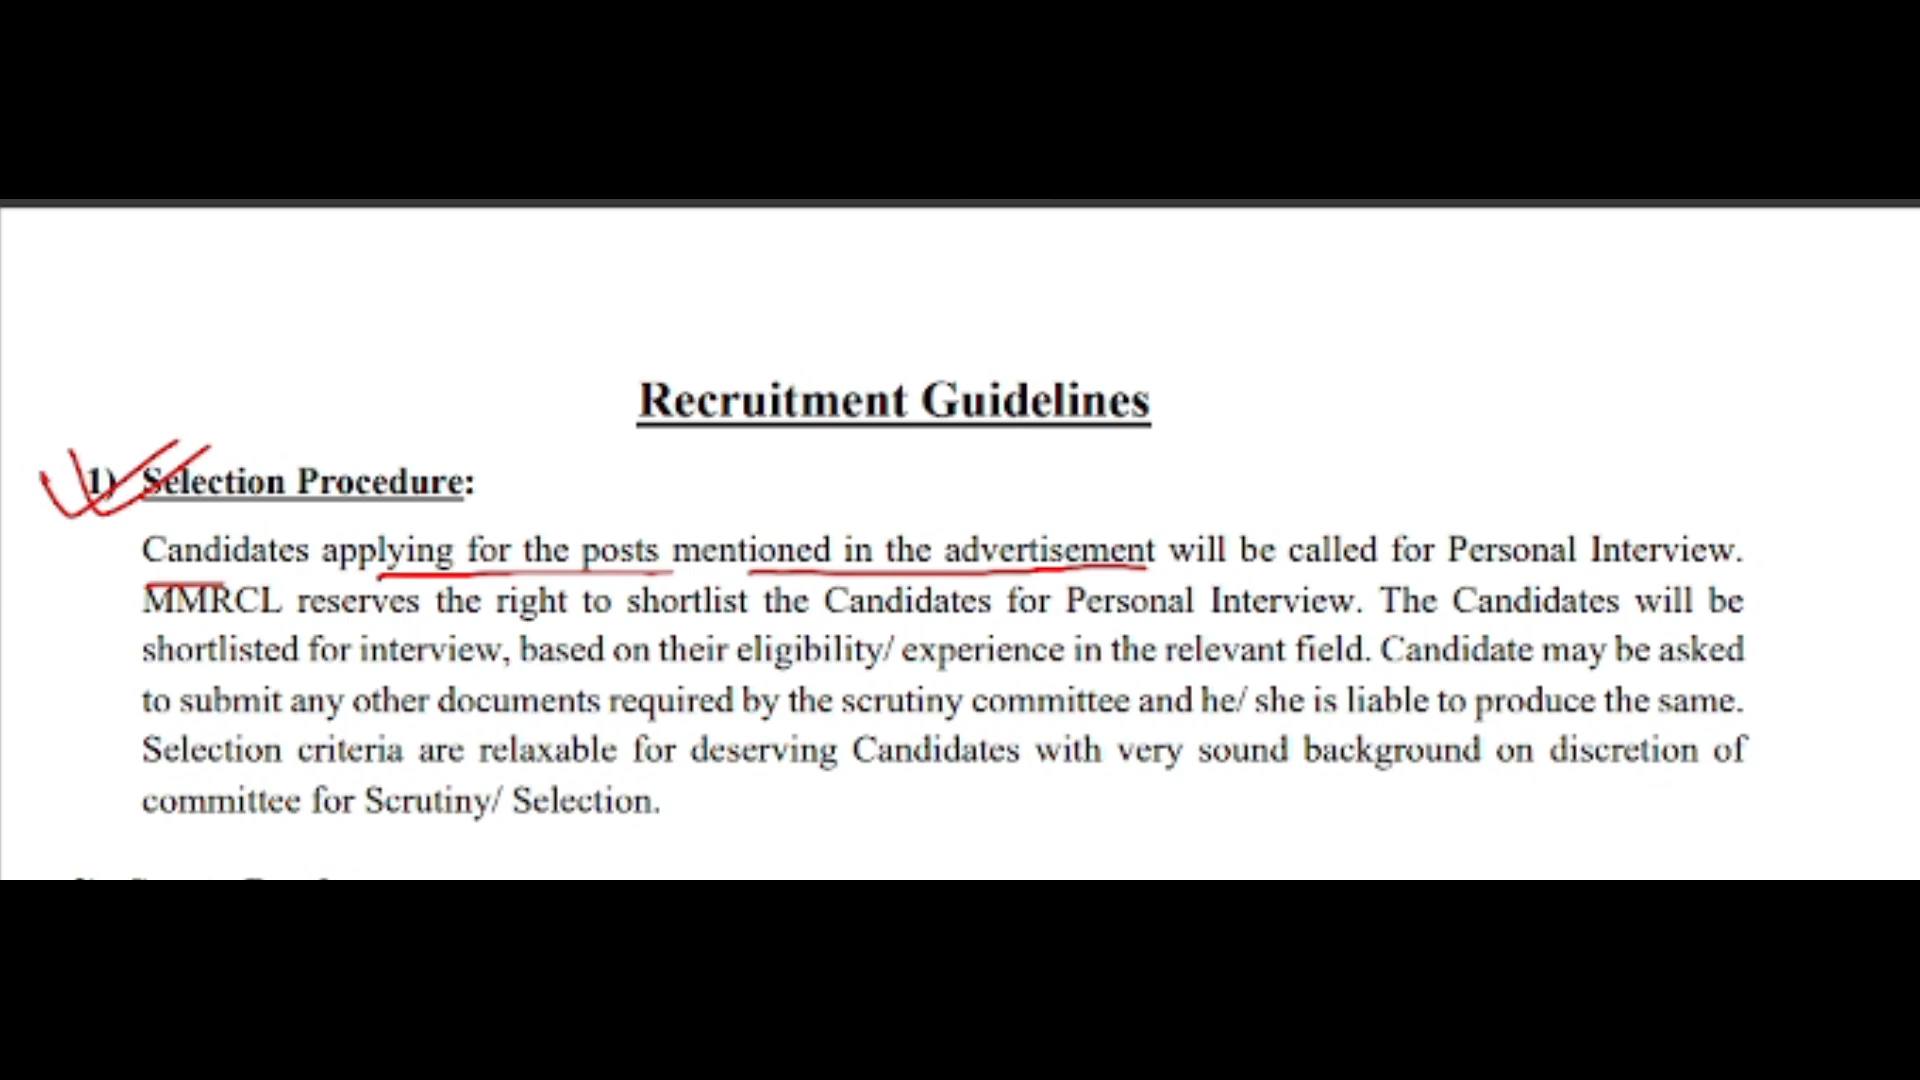 Recruitment Guidelines
1) Selection Procedure:
Candidates applying for the posts mentioned in the advertisement will be called for Personal Interview.
MMRCL reserves the right to shortlist the Candidates for Personal Interview. The Candidates will be
shortlisted for interview, based on their eligibility/ experience in the relevant field. Candidate may be asked
to submit any other documents required by the scrutiny committee and he/ she is liable to produce the same.
Selection criteria are relaxable for deserving Candidates with very sound background on discretion of
committee for Scrutiny/ Selection.